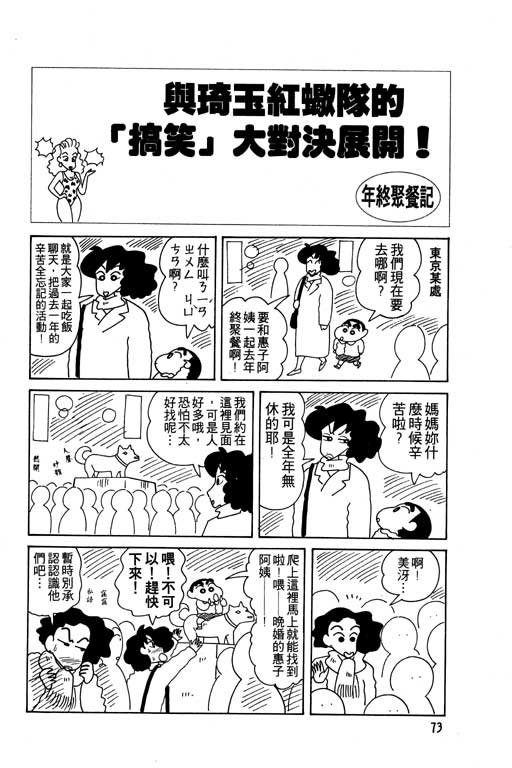 與琦玉紅蠍隊的
「搞笑」大對決展開！
年終聚餐記
東京某處
我們現在要
去哪啊？
要和惠子阿
姨一起去年
終聚餐啊！
什麼叫ㄋㄧㄢ
ㄓㄨㄥ ㄐㄩ
ㄘㄢ啊？
就是大家一起吃飯
聊天，把過去一年的
辛苦全忘記的活動！
媽媽妳什
麼時候辛
苦啦？
我可是全年無
休的耶！
我們約在
這裡見面
，可是人
好多哦，
恐怕不太
好找呢…
人潮
啊！
美冴…
爬上這裡馬上就能找到
啦！喂——晚婚的惠子
阿姨——！
喂！不可
以！趕快
下來！
竊竊
私語
暫時別承
認認識他
們吧…
73